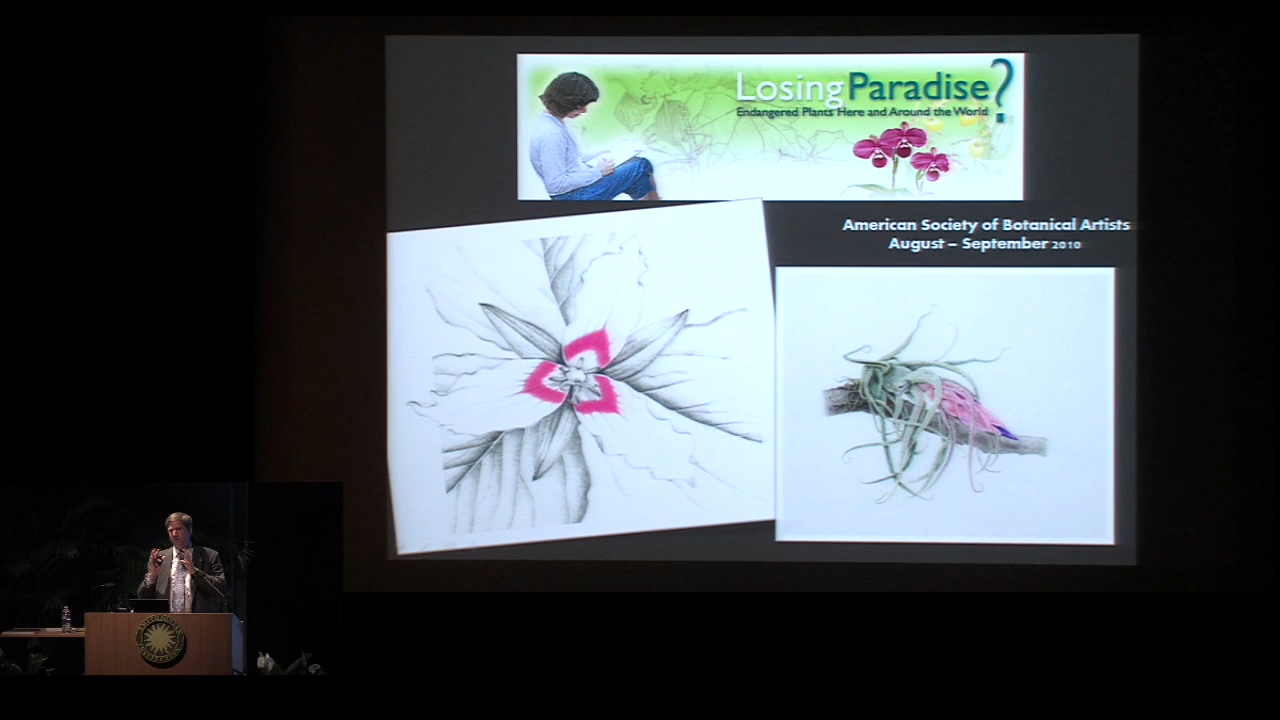 Losing Paradise?
Endangered Plants Here and Around the World
American Society of Botanical Artists
August – September 2010